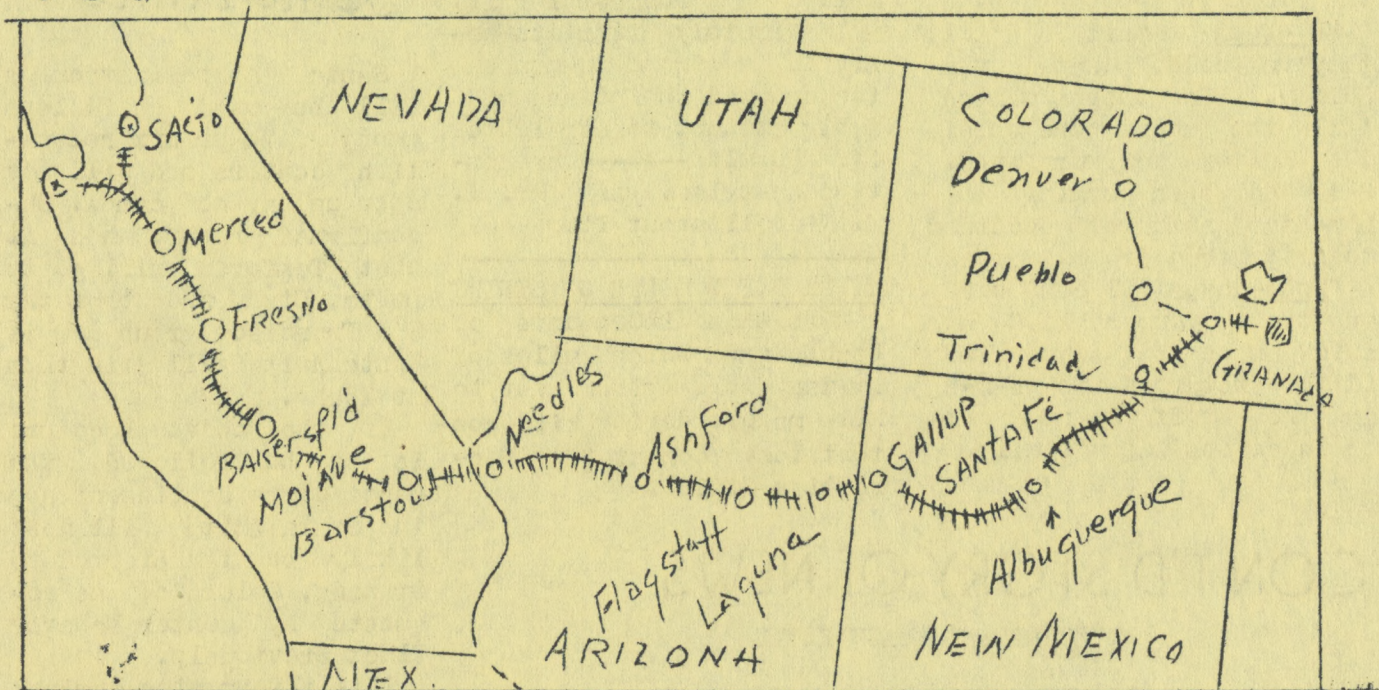 NEVADA
UTAH
COLORADO
SACTO
Denver
Merced
Pueblo
FRESNO
Trinidad
GRANADA
Needles
BAKERSFLD
MOJAVE
Barstow
AshFord
GALLUP
SANTA FE
Albuquerque
Flagstaff
Laguna
ARIZONA
NEW MEXICO
MEX.